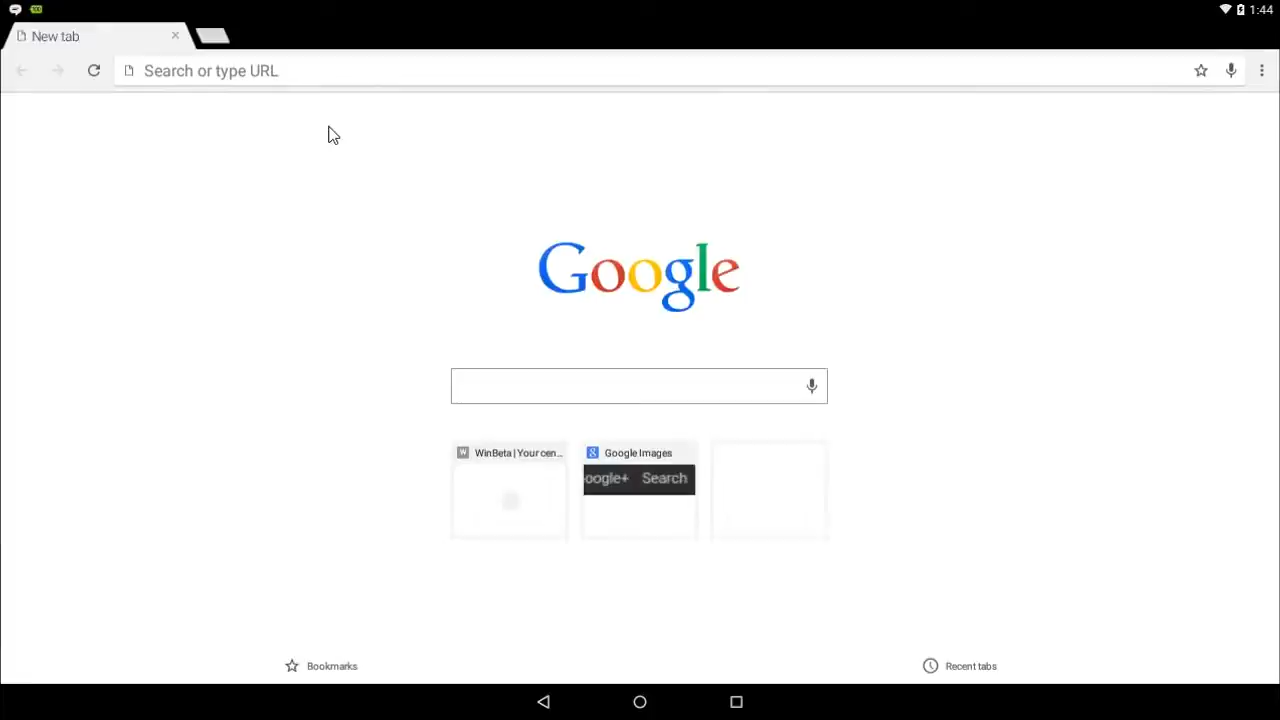 100
1:44
New tab
Search or type URL
Google
W WinBeta | Your cen...
g Google Images
oogle+ Search
Bookmarks
Recent tabs